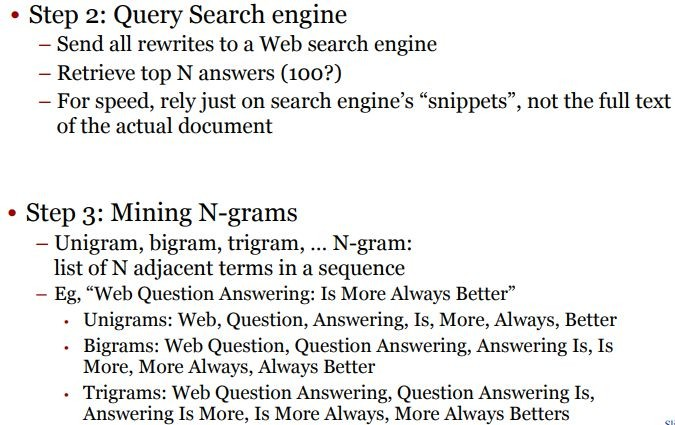 • Step 2: Query Search engine
– Send all rewrites to a Web search engine
– Retrieve top N answers (100?)
– For speed, rely just on search engine’s “snippets”, not the full text
of the actual document
• Step 3: Mining N-grams
– Unigram, bigram, trigram, … N-gram:
list of N adjacent terms in a sequence
– Eg, “Web Question Answering: Is More Always Better”
• Unigrams: Web, Question, Answering, Is, More, Always, Better
• Bigrams: Web Question, Question Answering, Answering Is, Is
More, More Always, Always Better
• Trigrams: Web Question Answering, Question Answering Is,
Answering Is More, Is More Always, More Always Betters